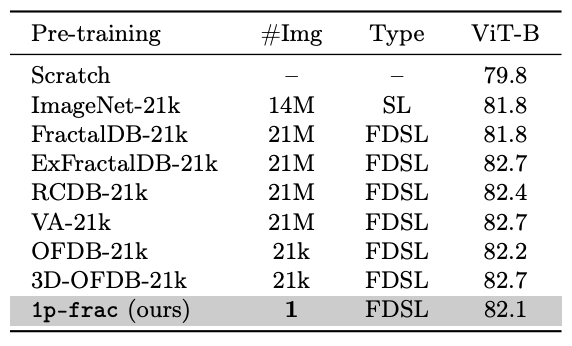 Pre-training #Img Type ViT-B
Scratch – – 79.8
ImageNet-21k 14M SL 81.8
FractalDB-21k 21M FDSL 81.8
ExFractalDB-21k 21M FDSL 82.7
RCDB-21k 21M FDSL 82.4
VA-21k 21M FDSL 82.7
OFDB-21k 21k FDSL 82.2
3D-OFDB-21k 21k FDSL 82.7
1p-frac (ours) 1 FDSL 82.1